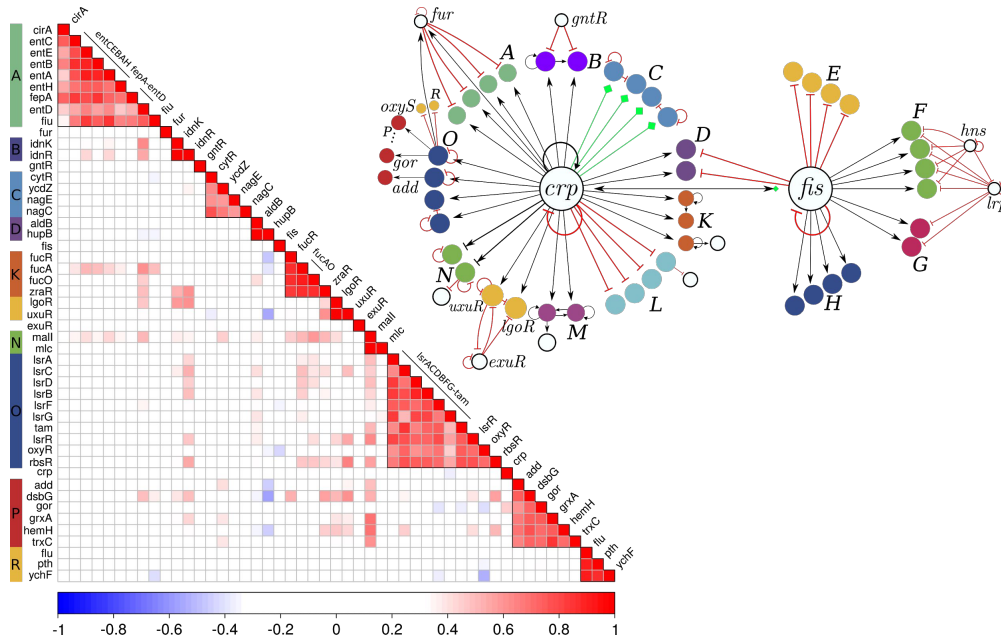 A
B
C
D
K
N
O
P
R
cirA
entC
entE
entB
entA
entH
fepA
entD
fiu
fur
idnK
idnR
gntR
cytR
ycdZ
nagE
nagC
aldB
hupB
fis
fucR
fucA
fucO
zraR
lgoR
uxuR
exuR
malI
mlc
lsrA
lsrC
lsrD
lsrB
lsrF
lsrG
tam
lsrR
oxyR
rbsR
crp
add
dsbG
gor
grxA
hemH
trxC
flu
pth
ychF
cirA
entCEBAH fepA-entD
fiu
fur
idnK
idnR
gntR
cytR
ycdZ
nagE
nagC
aldB
hupB
fis
fucR
fucAO
zraR
lgoR
uxuR
exuR
malI
mlc
lsrACDBFG-tam
lsrR
oxyR
rbsR
crp
add
dsbG
gor
grxA
hemH
trxC
flu
pth
ychF
-1 -0.8 -0.6 -0.4 -0.2 0 0.2 0.4 0.6 0.8 1
fur
gntR
A
B
C
D
E
F
hns
lrp
G
H
K
L
M
N
O
P
R
oxyS
gor
add
crp
fis
uxuR
lgoR
exuR